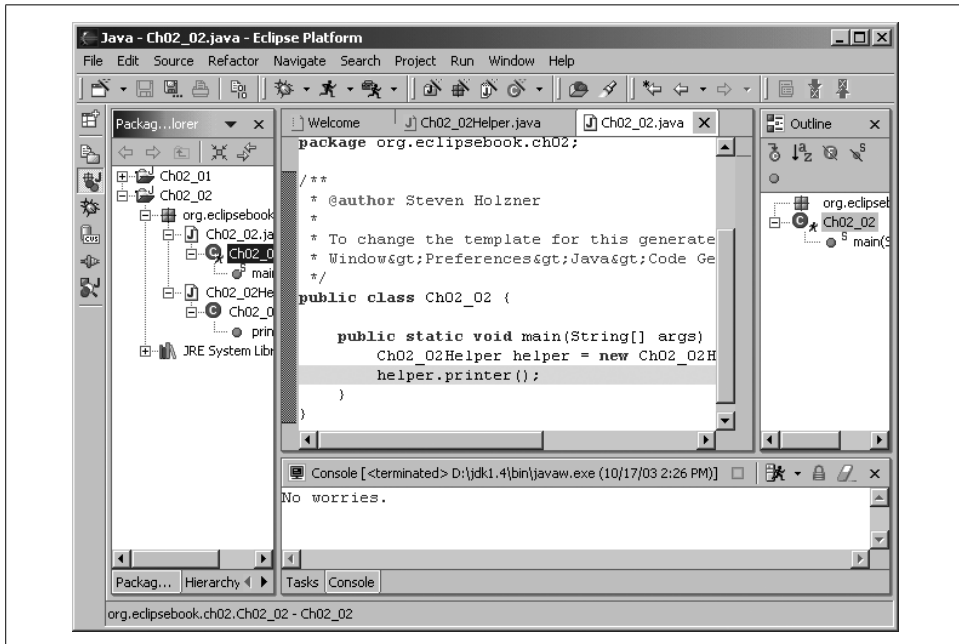 Java - Ch02_02.java - Eclipse Platform
File Edit Source Refactor Navigate Search Project Run Window Help
Packag...lorer
Welcome
Ch02_02Helper.java
Ch02_02.java
Outline
Ch02_01
Ch02_02
org.eclipsebook
Ch02_02.ja
Ch02_0
mai
Ch02_02He
Ch02_0
prin
JRE System Libr
package org.eclipsebook.ch02;
/**
* @author Steven Holzner
*
* To change the template for this generate
* Window&gt;Preferences&gt;Java&gt;Code Ge
*/
public class Ch02_02 {
public static void main(String[] args)
Ch02_02Helper helper = new Ch02_02H
helper.printer();
}
}
org.eclipset
Ch02_02
main(S
Console [<terminated> D:\jdk1.4\bin\javaw.exe (10/17/03 2:26 PM)]
No worries.
Packag... Hierarchy
Tasks Console
org.eclipsebook.ch02.Ch02_02 - Ch02_02